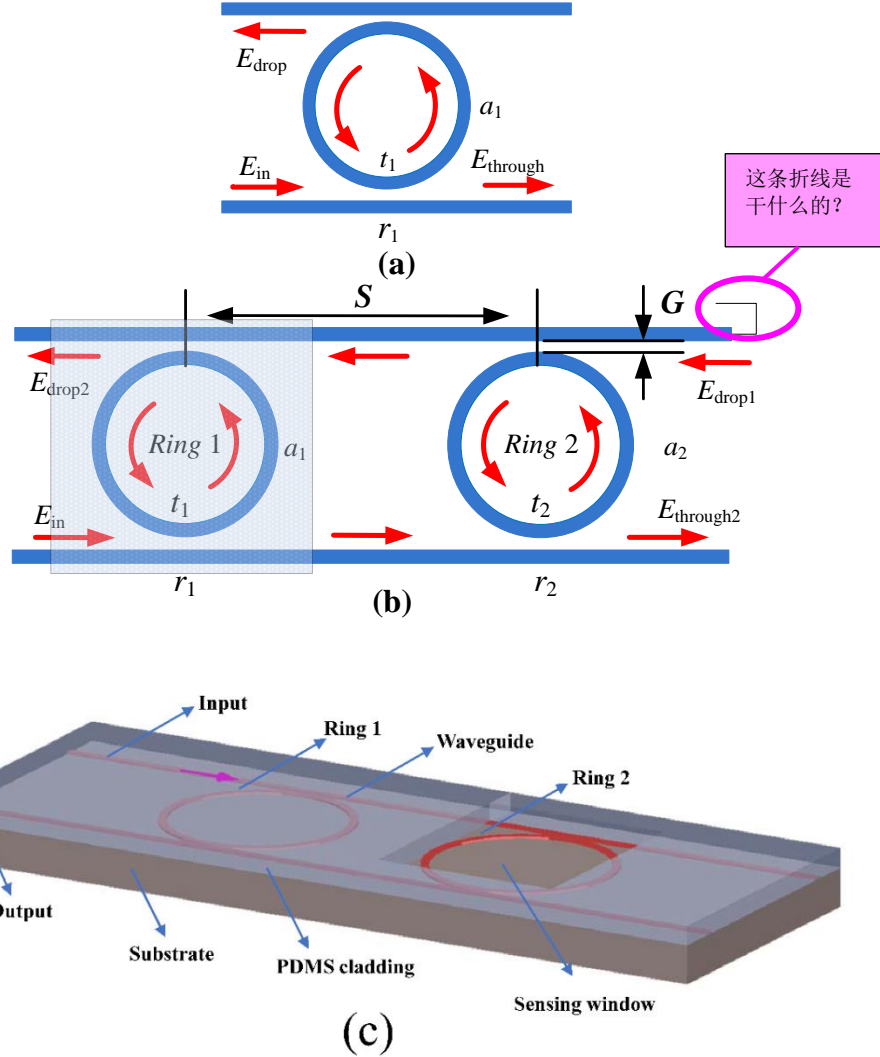 E_drop
a_1
t_1
E_in
E_through
r_1
(a)
这条折线是
干什么的？
S
G
E_drop2
E_drop1
Ring 1
a_1
Ring 2
a_2
t_1
t_2
E_in
E_through2
r_1
r_2
(b)
Input
Ring 1
Waveguide
Ring 2
Output
Substrate
PDMS cladding
Sensing window
(c)